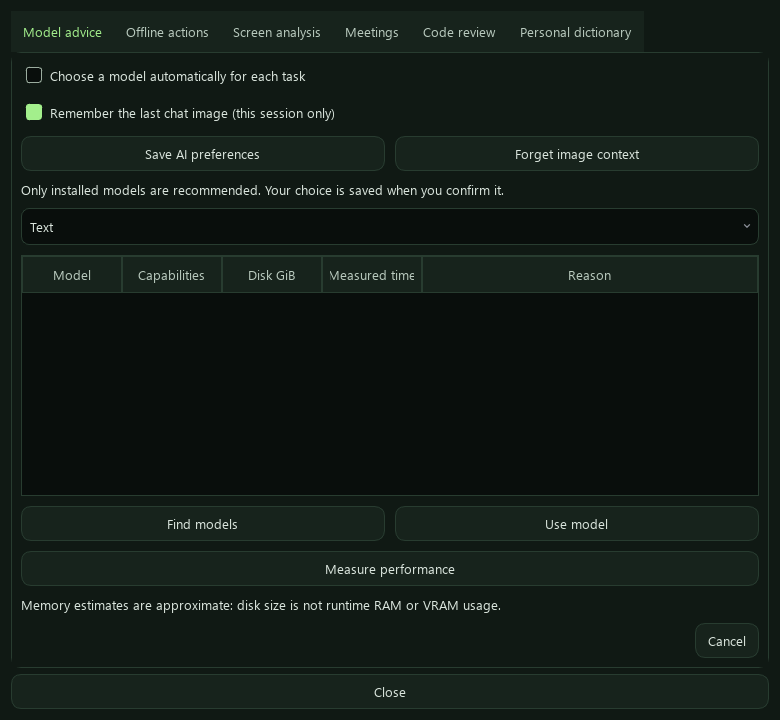 Model advice Offline actions Screen analysis Meetings Code review Personal dictionary
Choose a model automatically for each task
Remember the last chat image (this session only)
Save AI preferences Forget image context
Only installed models are recommended. Your choice is saved when you confirm it.
Text
Model Capabilities Disk GiB Measured time Reason
Find models Use model
Measure performance
Memory estimates are approximate: disk size is not runtime RAM or VRAM usage.
Cancel
Close